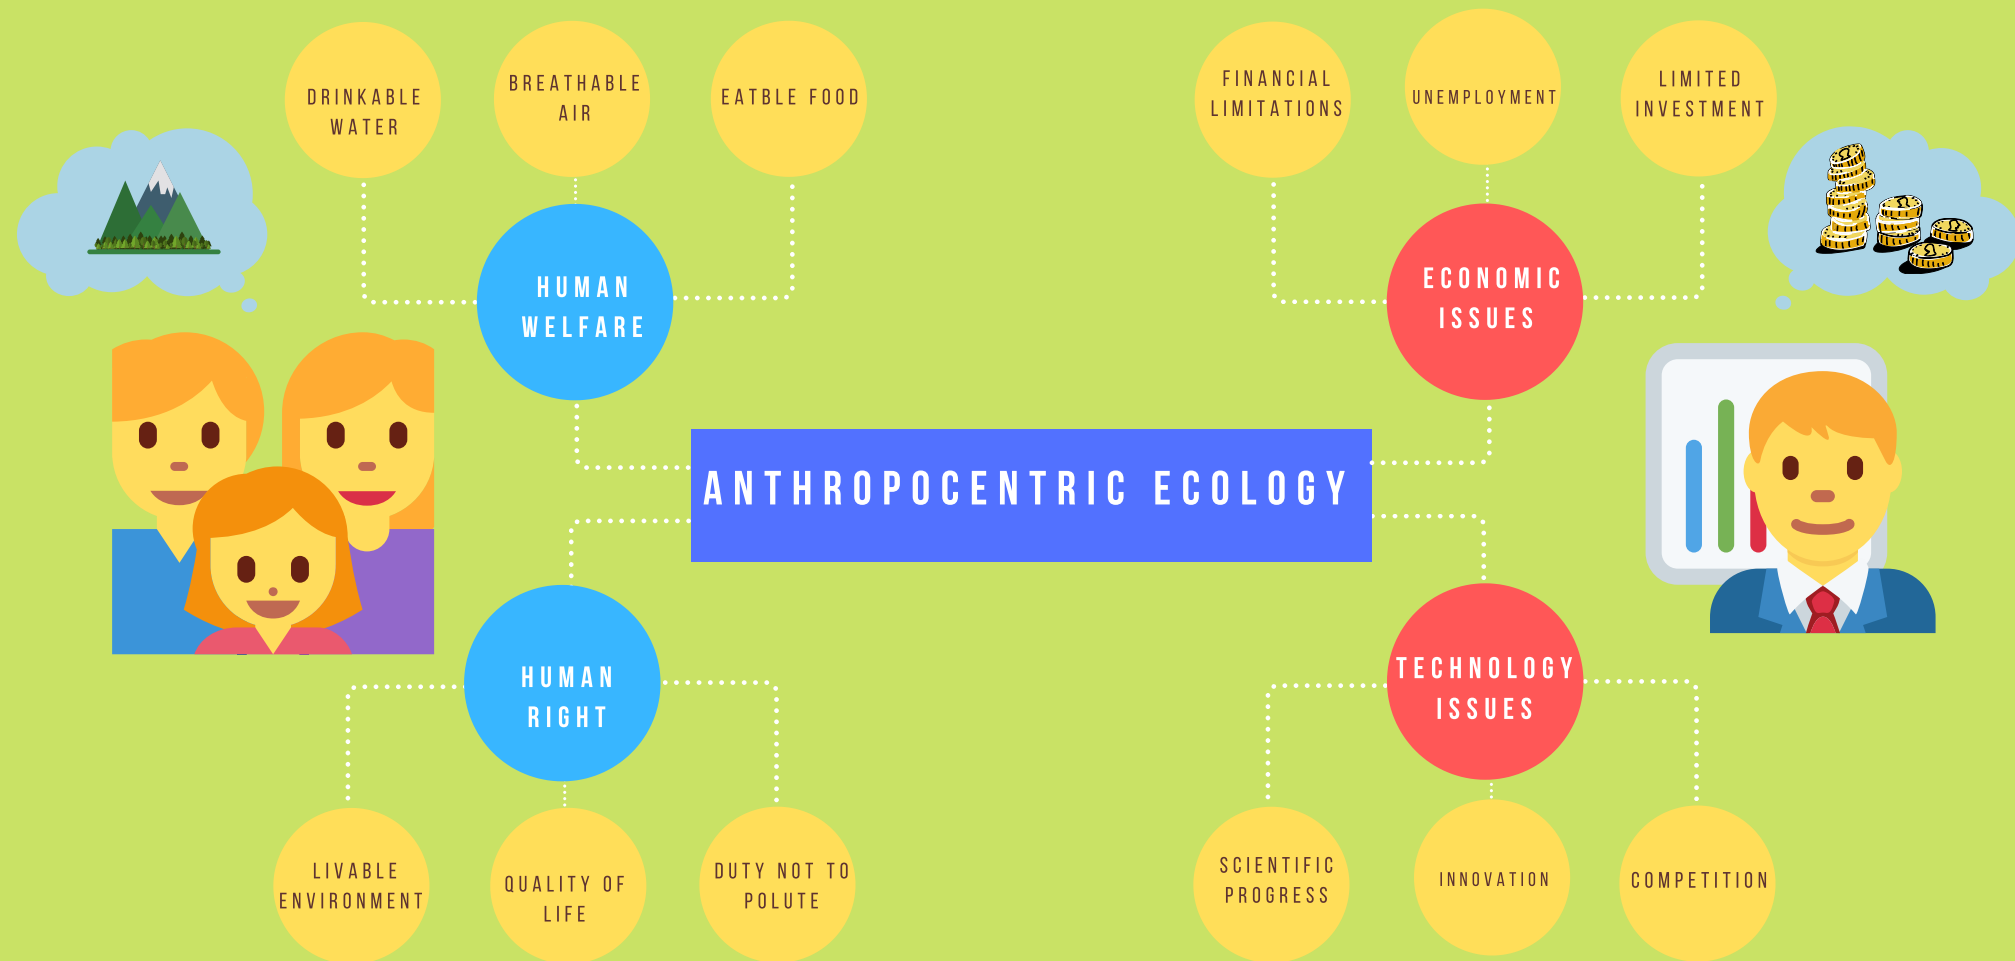 DRINKABLE
WATER
BREATHABLE
AIR
EATBLE FOOD
FINANCIAL
LIMITATIONS
UNEMPLOYMENT
LIMITED
INVESTMENT
HUMAN
WELFARE
ECONOMIC
ISSUES
ANTHROPOCENTRIC ECOLOGY
HUMAN
RIGHT
TECHNOLOGY
ISSUES
LIVABLE
ENVIRONMENT
QUALITY OF
LIFE
DUTY NOT TO
POLUTE
SCIENTIFIC
PROGRESS
INNOVATION
COMPETITION